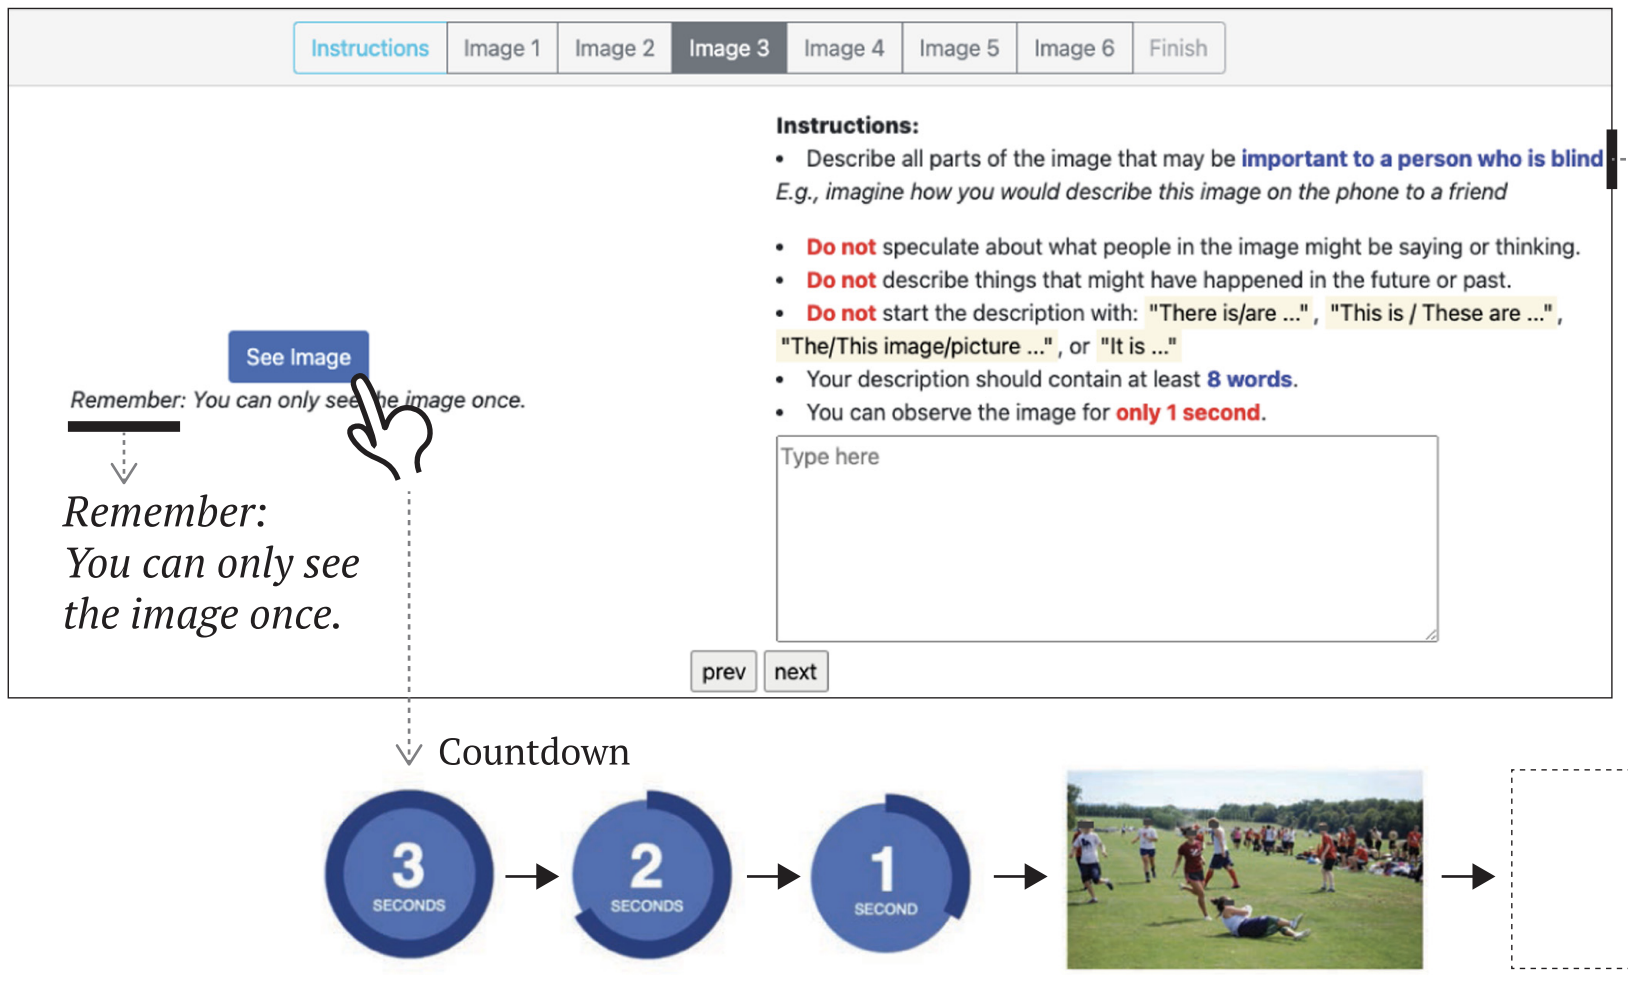 Instructions Image 1 Image 2 Image 3 Image 4 Image 5 Image 6 Finish
See Image
Remember: You can only see the image once.
Remember:
You can only see
the image once.
Instructions:
• Describe all parts of the image that may be important to a person who is blind
E.g., imagine how you would describe this image on the phone to a friend
• Do not speculate about what people in the image might be saying or thinking.
• Do not describe things that might have happened in the future or past.
• Do not start the description with: "There is/are ...", "This is / These are ...",
"The/This image/picture ...", or "It is ..."
• Your description should contain at least 8 words.
• You can observe the image for only 1 second.
Type here
prev next
Countdown
3
SECONDS
2
SECONDS
1
SECOND